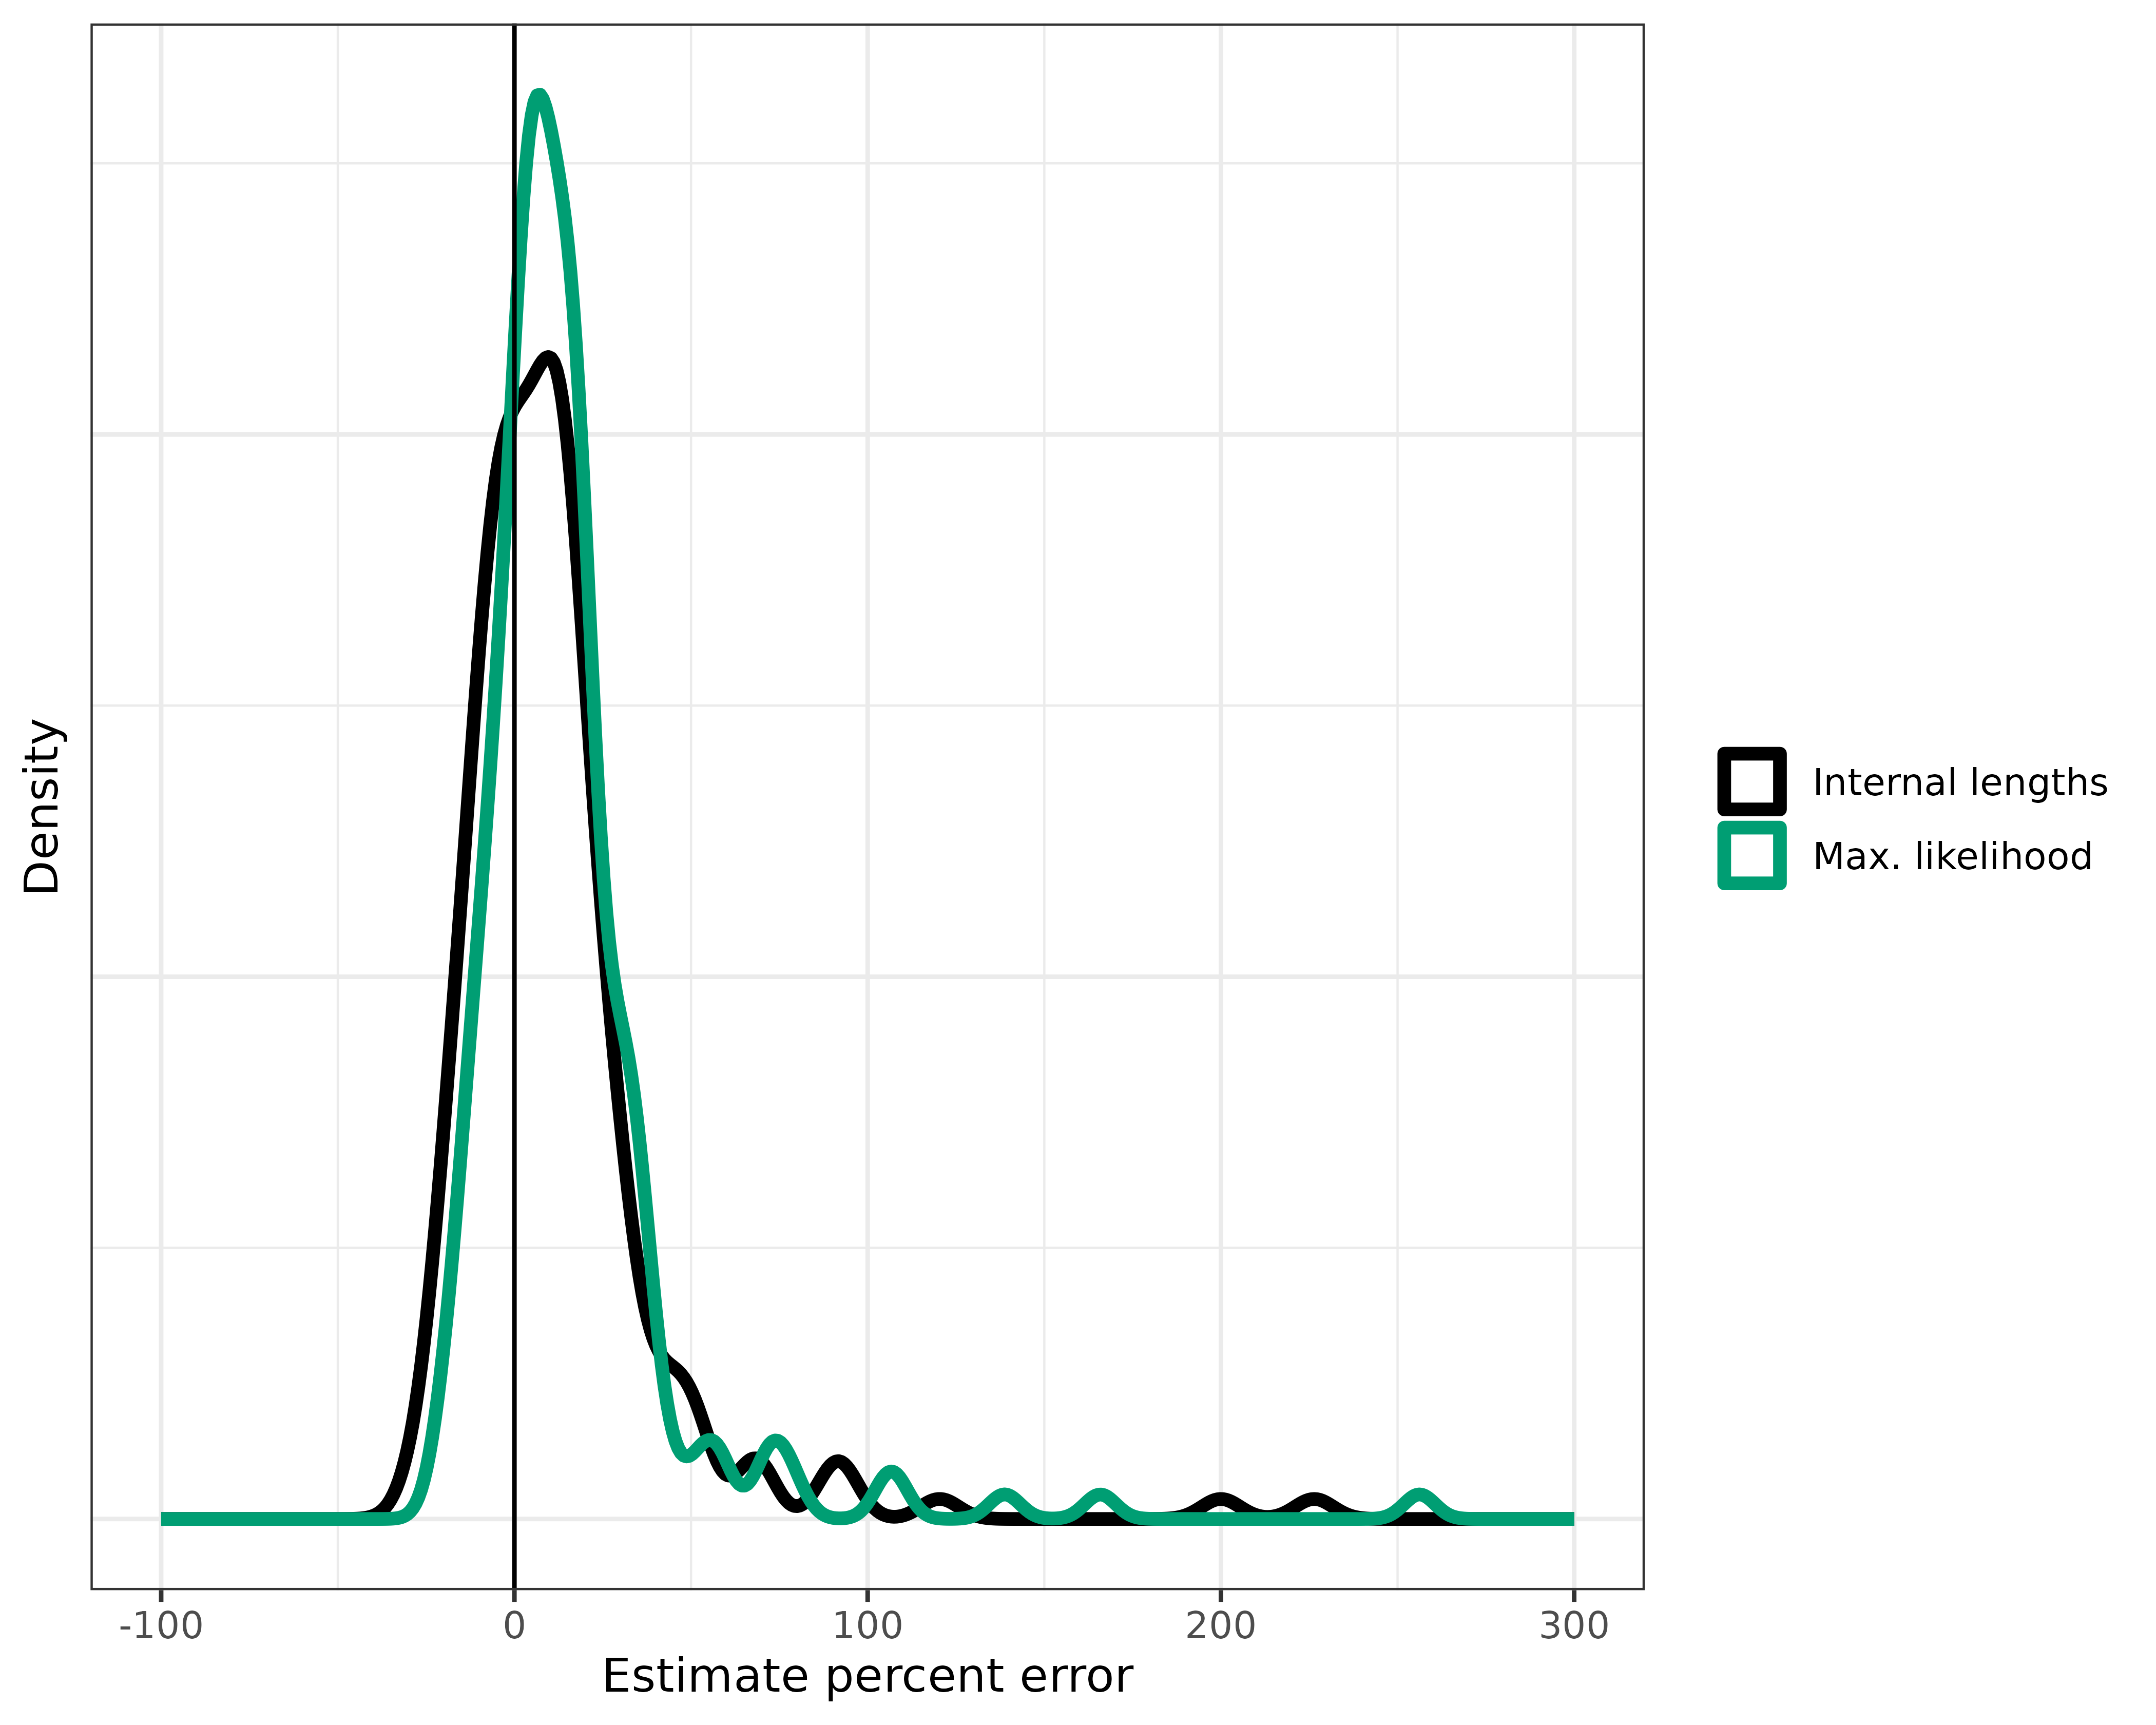 Density
Internal lengths
Max. likelihood
-100 0 100 200 300
Estimate percent error